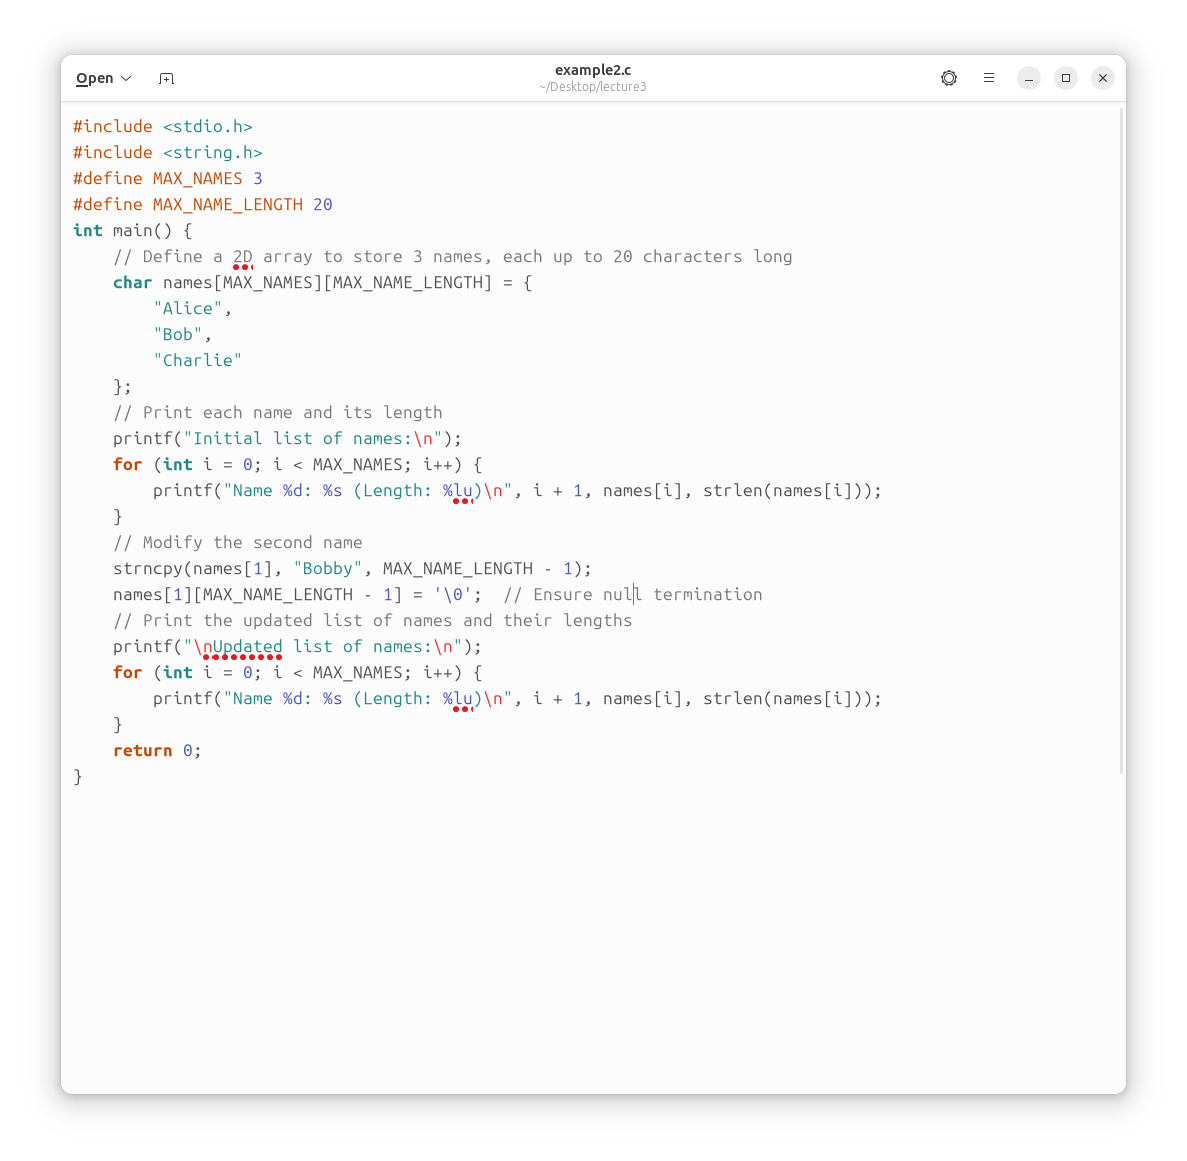 Open
example2.c
~/Desktop/lecture3
#include <stdio.h>
#include <string.h>
#define MAX_NAMES 3
#define MAX_NAME_LENGTH 20
int main() {
    // Define a 2D array to store 3 names, each up to 20 characters long
    char names[MAX_NAMES][MAX_NAME_LENGTH] = {
        "Alice",
        "Bob",
        "Charlie"
    };
    // Print each name and its length
    printf("Initial list of names:\n");
    for (int i = 0; i < MAX_NAMES; i++) {
        printf("Name %d: %s (Length: %lu)\n", i + 1, names[i], strlen(names[i]));
    }
    // Modify the second name
    strncpy(names[1], "Bobby", MAX_NAME_LENGTH - 1);
    names[1][MAX_NAME_LENGTH - 1] = '\0';  // Ensure null termination
    // Print the updated list of names and their lengths
    printf("\nUpdated list of names:\n");
    for (int i = 0; i < MAX_NAMES; i++) {
        printf("Name %d: %s (Length: %lu)\n", i + 1, names[i], strlen(names[i]));
    }
    return 0;
}